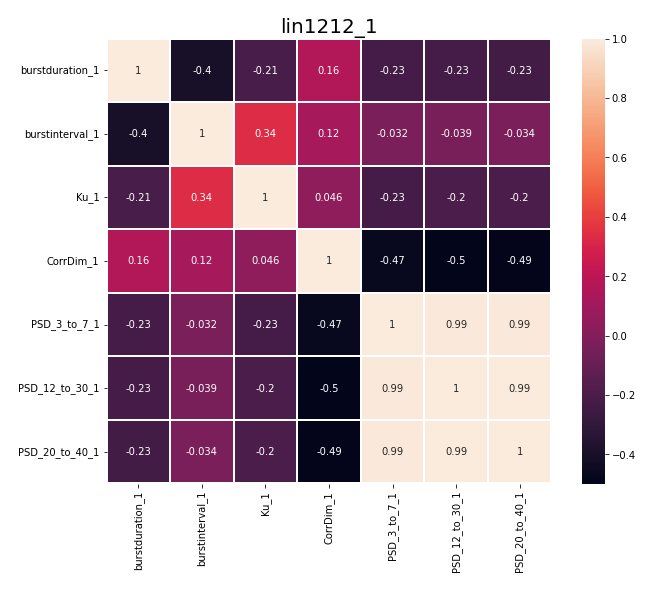 lin1212_1
burstduration_1 1 -0.4 -0.21 0.16 -0.23 -0.23 -0.23
burstinterval_1 -0.4 1 0.34 0.12 -0.032 -0.039 -0.034
Ku_1 -0.21 0.34 1 0.046 -0.23 -0.2 -0.2
CorrDim_1 0.16 0.12 0.046 1 -0.47 -0.5 -0.49
PSD_3_to_7_1 -0.23 -0.032 -0.23 -0.47 1 0.99 0.99
PSD_12_to_30_1 -0.23 -0.039 -0.2 -0.5 0.99 1 0.99
PSD_20_to_40_1 -0.23 -0.034 -0.2 -0.49 0.99 0.99 1
burstduration_1
burstinterval_1
Ku_1
CorrDim_1
PSD_3_to_7_1
PSD_12_to_30_1
PSD_20_to_40_1
1.0
0.8
0.6
0.4
0.2
0.0
−0.2
−0.4